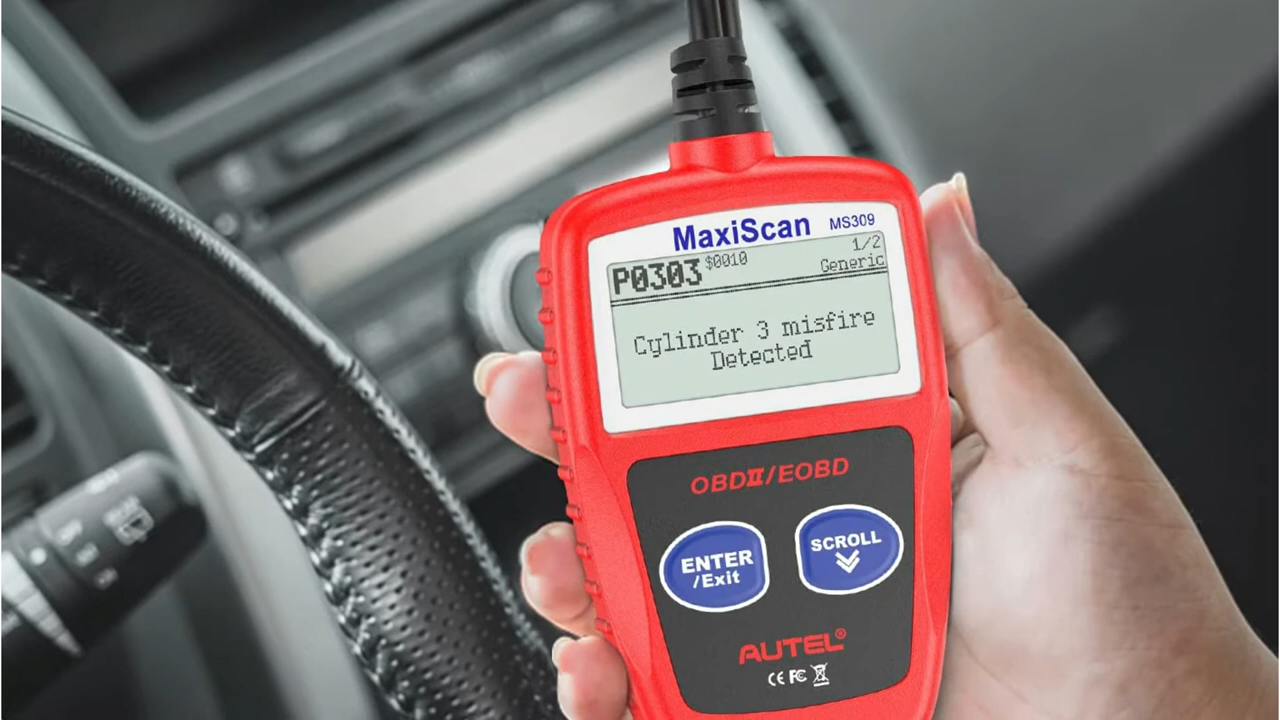 MaxiScan MS309
P0303 $0010 1/2
Generic
Cylinder 3 misfire
Detected
OBDII/EOBD
ENTER
/Exit
SCROLL
AUTEL®
CE FC